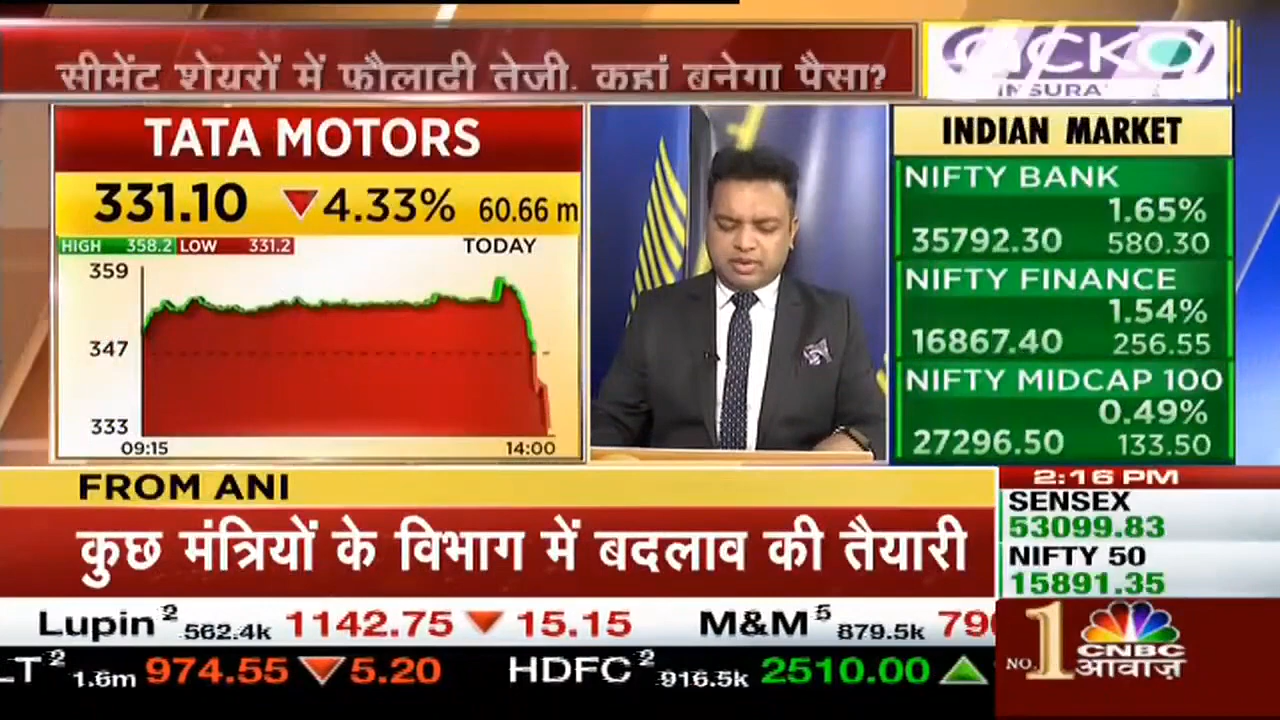 सीमेंट शेयरों में फौलादी तेजी, कहां बनेगा पैसा?
ACKO
TATA MOTORS
331.10 ▼ 4.33% 60.66 m
HIGH 358.2 LOW 331.2 TODAY
359
347
333
09:15 14:00
INDIAN MARKET
NIFTY BANK
1.65%
35792.30 580.30
NIFTY FINANCE
1.54%
16867.40 256.55
NIFTY MIDCAP 100
0.49%
27296.50 133.50
FROM ANI
कुछ मंत्रियों के विभाग में बदलाव की तैयारी
2:16 PM
SENSEX
53099.83
NIFTY 50
15891.35
Lupin 2 562.4k 1142.75 ▼ 15.15 M&M 5 879.5k
LT 2 1.6m 974.55 ▼ 5.20 HDFC 2 916.5k 2510.00 ▲
NO. 1 CNBC
आवाज़